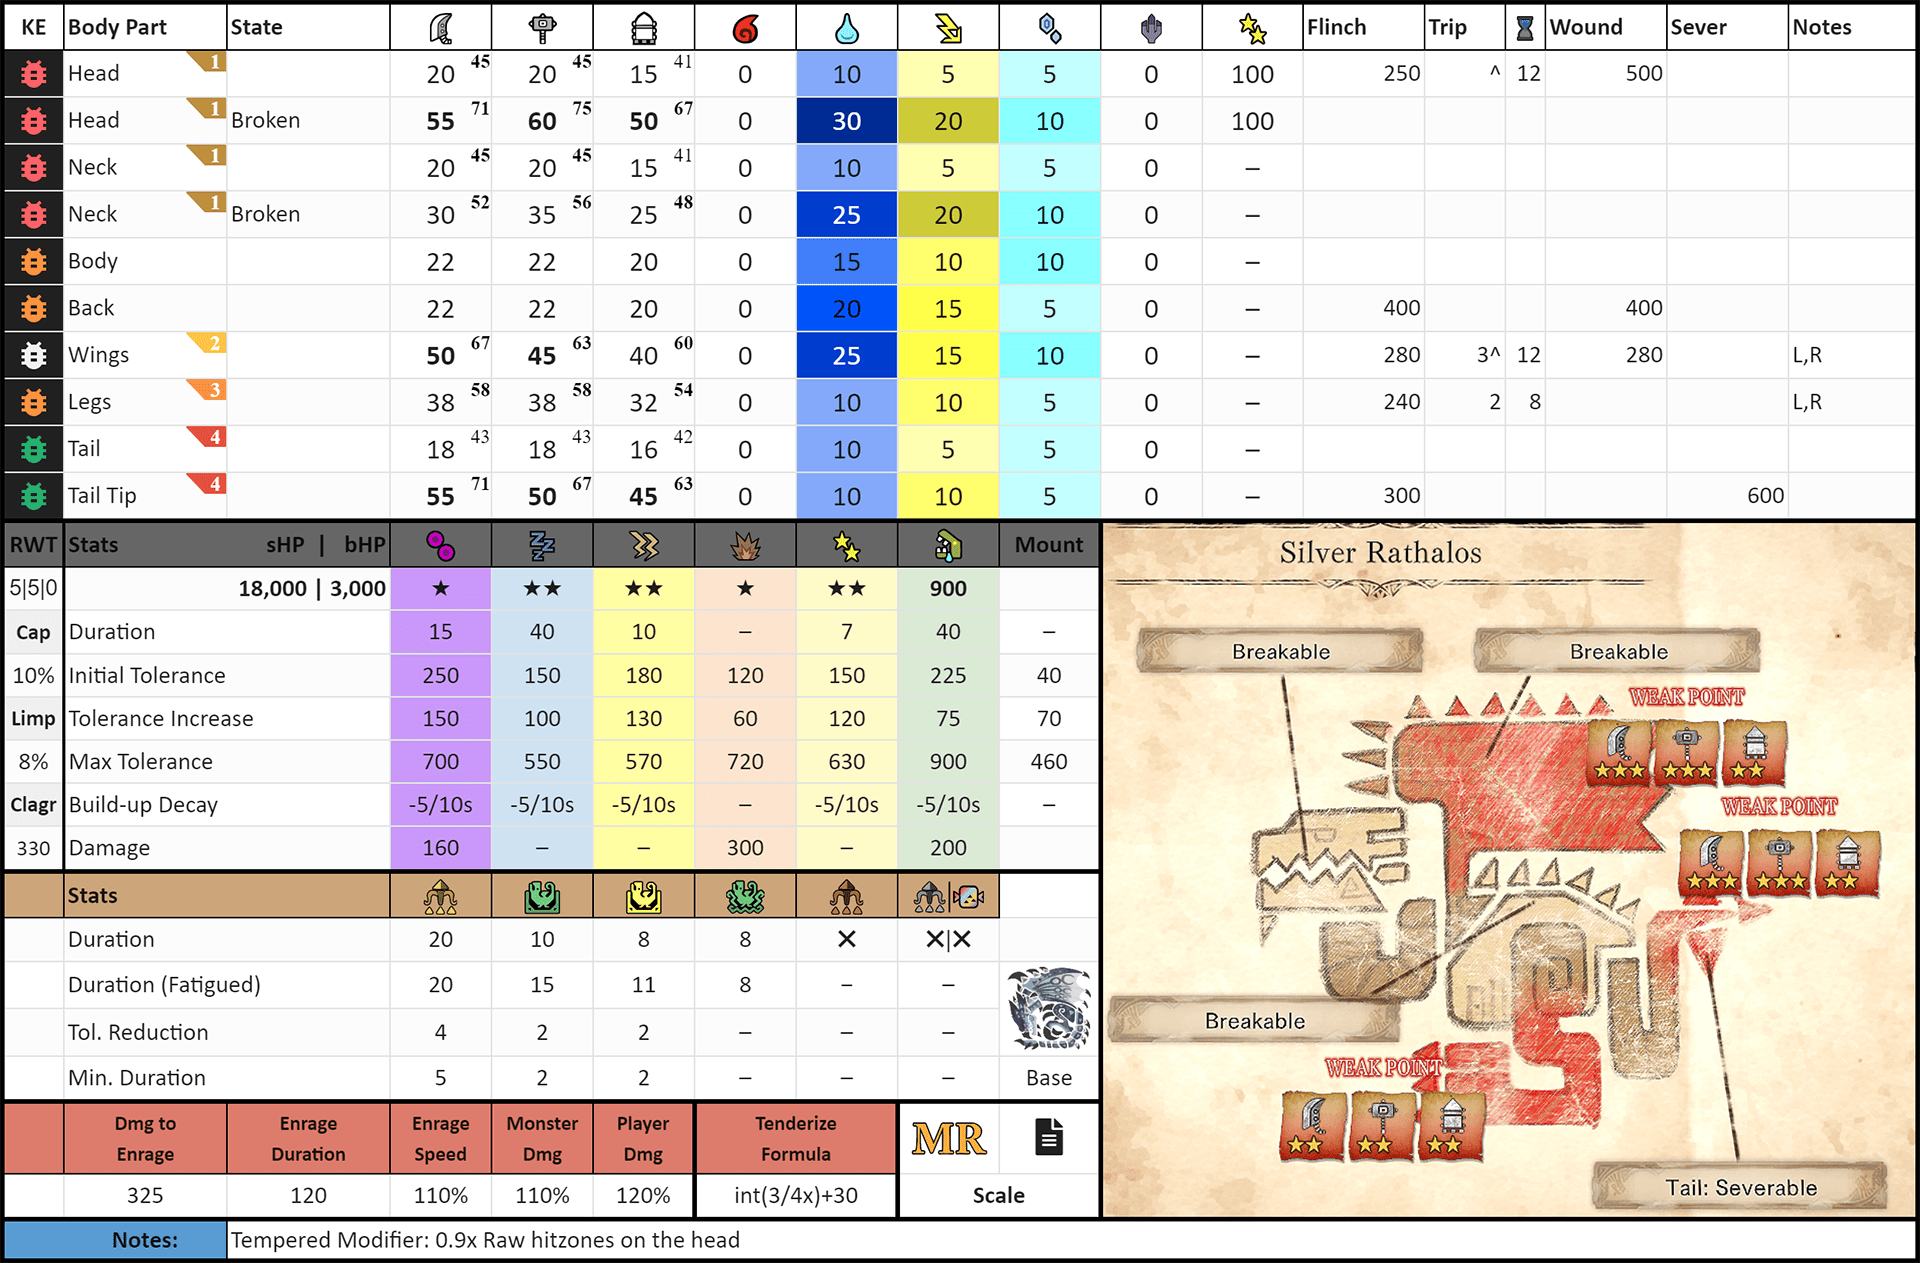 KE Body Part State Flinch Trip Wound Sever Notes
Head 1 20 45 20 45 15 41 0 10 5 5 0 100 250 ^ 12 500
Head 1 Broken 55 71 60 75 50 67 0 30 20 10 0 100
Neck 1 20 45 20 45 15 41 0 10 5 5 0 –
Neck 1 Broken 30 52 35 56 25 48 0 25 20 10 0 –
Body 22 22 20 0 15 10 10 0 –
Back 22 22 20 0 20 15 5 0 – 400 400
Wings 2 50 67 45 63 40 60 0 25 15 10 0 – 280 3^ 12 280 L,R
Legs 3 38 58 38 58 32 54 0 10 10 5 0 – 240 2 8 L,R
Tail 4 18 43 18 43 16 42 0 10 5 5 0 –
Tail Tip 4 55 71 50 67 45 63 0 10 10 5 0 – 300 600
RWT Stats sHP | bHP Mount
5|5|0 18,000 | 3,000 ★ ★★ ★★ ★ ★★ 900
Cap Duration 15 40 10 – 7 40 –
10% Initial Tolerance 250 150 180 120 150 225 40
Limp Tolerance Increase 150 100 130 60 120 75 70
8% Max Tolerance 700 550 570 720 630 900 460
Clagr Build-up Decay -5/10s -5/10s -5/10s – -5/10s -5/10s –
330 Damage 160 – – 300 – 200
Stats
Duration 20 10 8 8 ✕ ✕|✕
Duration (Fatigued) 20 15 11 8 – –
Tol. Reduction 4 2 2 – – –
Min. Duration 5 2 2 – – – Base
Dmg to Enrage Enrage Duration Enrage Speed Monster Dmg Player Dmg Tenderize Formula MR
325 120 110% 110% 120% int(3/4x)+30 Scale
Notes: Tempered Modifier: 0.9x Raw hitzones on the head
Silver Rathalos
Breakable
Breakable
WEAK POINT
WEAK POINT
Breakable
WEAK POINT
Tail: Severable